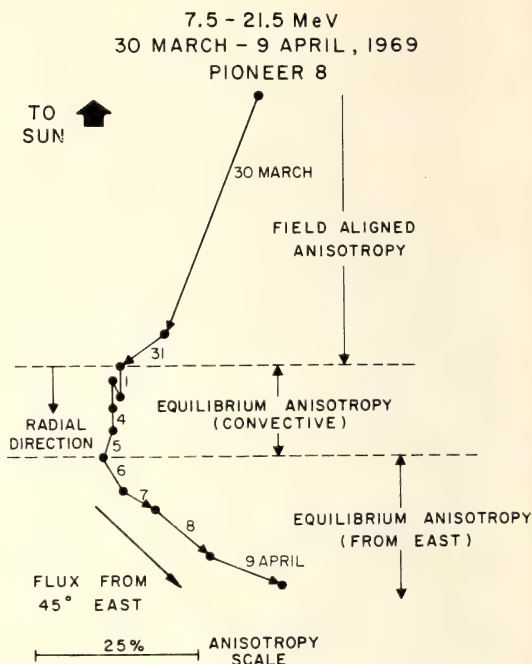 7.5 - 21.5 MeV
30 MARCH - 9 APRIL, 1969
PIONEER 8
TO
SUN
30 MARCH
FIELD ALIGNED
ANISOTROPY
31
1
EQUILIBRIUM ANISOTROPY
(CONVECTIVE)
4
RADIAL
DIRECTION
5
6
7
EQUILIBRIUM ANISOTROPY
(FROM EAST)
8
9 APRIL
FLUX FROM
45° EAST
25%
ANISOTROPY
SCALE